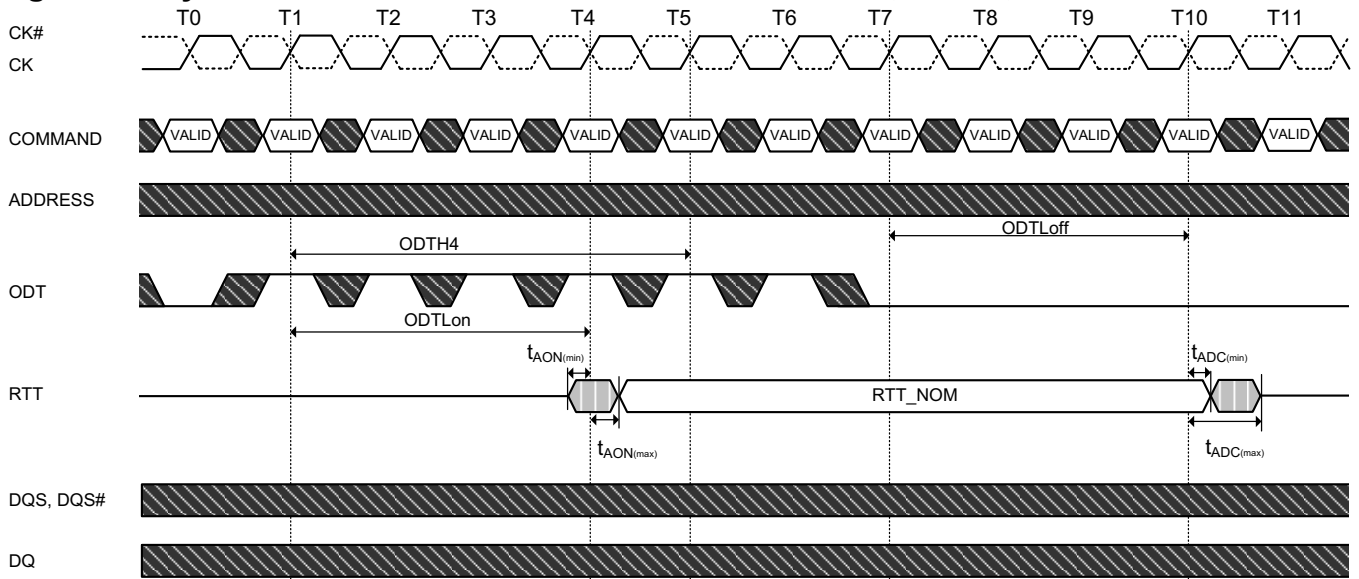 T0 T1 T2 T3 T4 T5 T6 T7 T8 T9 T10 T11
CK#
CK
COMMAND VALID VALID VALID VALID VALID VALID VALID VALID VALID VALID VALID VALID
ADDRESS
ODTLoff
ODTH4
ODT
ODTLon
tAON(min) tADC(min)
RTT RTT_NOM
tAON(max) tADC(max)
DQS, DQS#
DQ